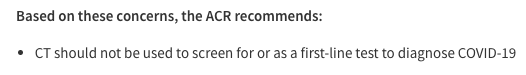 Based on these concerns, the ACR recommends:
• CT should not be used to screen for or as a first-line test to diagnose COVID-19